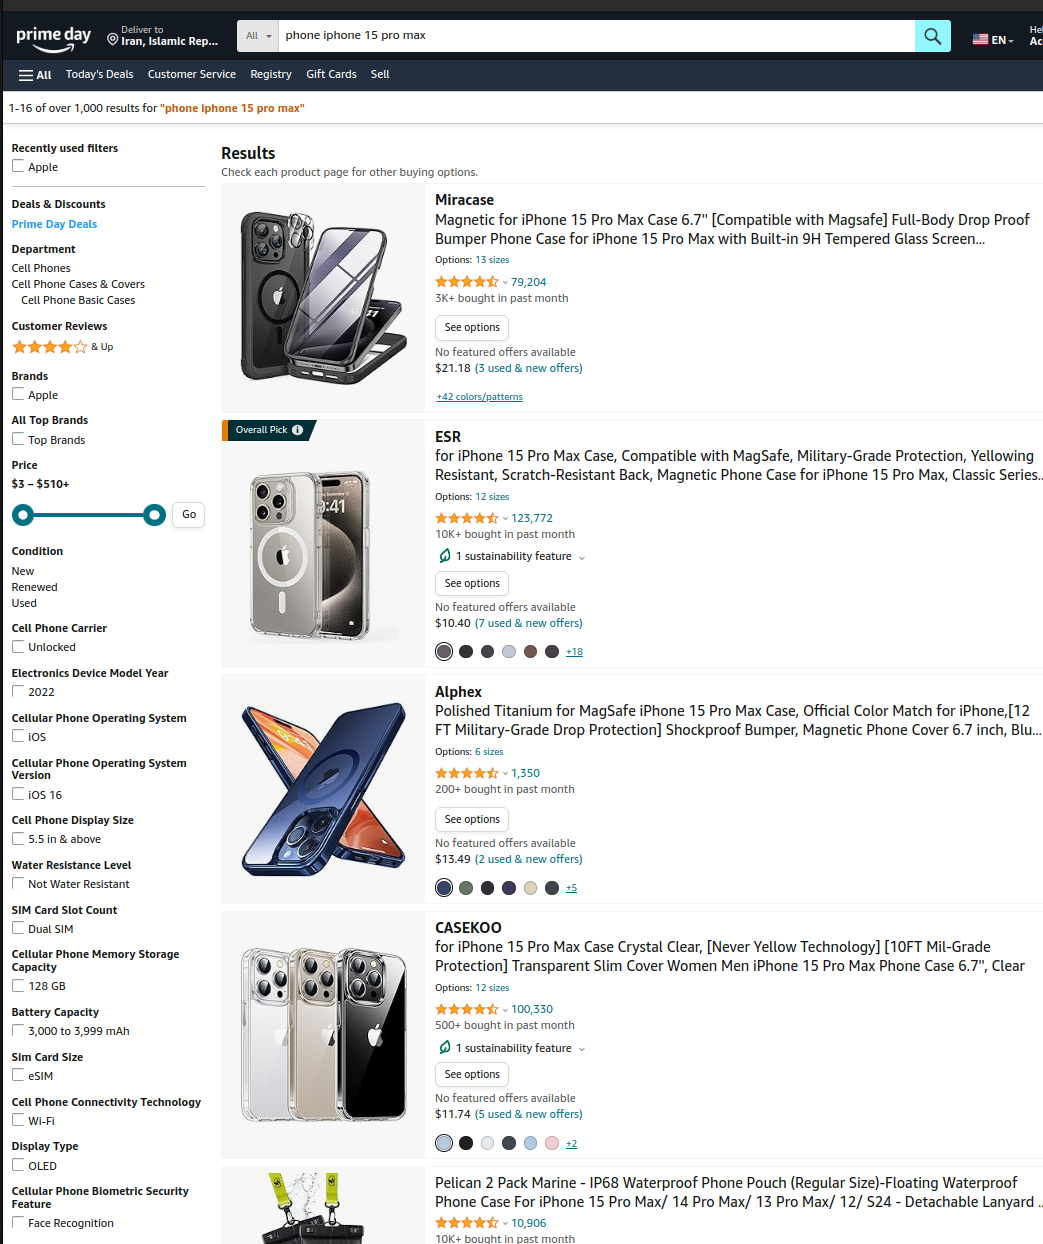 prime day
Deliver to
Iran, Islamic Rep...
All
phone iphone 15 pro max
EN
Hel
Ac
All
Today's Deals
Customer Service
Registry
Gift Cards
Sell
1-16 of over 1,000 results for "phone iphone 15 pro max"
Recently used filters
Apple
Deals & Discounts
Prime Day Deals
Department
Cell Phones
Cell Phone Cases & Covers
Cell Phone Basic Cases
Customer Reviews
& Up
Brands
Apple
All Top Brands
Top Brands
Price
$3 – $510+
Go
Condition
New
Renewed
Used
Cell Phone Carrier
Unlocked
Electronics Device Model Year
2022
Cellular Phone Operating System
iOS
Cellular Phone Operating System
Version
iOS 16
Cell Phone Display Size
5.5 in & above
Water Resistance Level
Not Water Resistant
SIM Card Slot Count
Dual SIM
Cellular Phone Memory Storage
Capacity
128 GB
Battery Capacity
3,000 to 3,999 mAh
Sim Card Size
eSIM
Cell Phone Connectivity Technology
Wi-Fi
Display Type
OLED
Cellular Phone Biometric Security
Feature
Face Recognition
Results
Check each product page for other buying options.
Miracase
Magnetic for iPhone 15 Pro Max Case 6.7" [Compatible with Magsafe] Full-Body Drop Proof
Bumper Phone Case for iPhone 15 Pro Max with Built-in 9H Tempered Glass Screen...
Options: 13 sizes
79,204
3K+ bought in past month
See options
No featured offers available
$21.18 (3 used & new offers)
+42 colors/patterns
Overall Pick
9:41
ESR
for iPhone 15 Pro Max Case, Compatible with MagSafe, Military-Grade Protection, Yellowing
Resistant, Scratch-Resistant Back, Magnetic Phone Case for iPhone 15 Pro Max, Classic Series..
Options: 12 sizes
123,772
10K+ bought in past month
1 sustainability feature
See options
No featured offers available
$10.40 (7 used & new offers)
+18
Alphex
Polished Titanium for MagSafe iPhone 15 Pro Max Case, Official Color Match for iPhone,[12
FT Military-Grade Drop Protection] Shockproof Bumper, Magnetic Phone Cover 6.7 inch, Blu...
Options: 6 sizes
1,350
200+ bought in past month
See options
No featured offers available
$13.49 (2 used & new offers)
+5
CASEKOO
for iPhone 15 Pro Max Case Crystal Clear, [Never Yellow Technology] [10FT Mil-Grade
Protection] Transparent Slim Cover Women Men iPhone 15 Pro Max Phone Case 6.7", Clear
Options: 12 sizes
100,330
500+ bought in past month
1 sustainability feature
See options
No featured offers available
$11.74 (5 used & new offers)
+2
Pelican 2 Pack Marine - IP68 Waterproof Phone Pouch (Regular Size)-Floating Waterproof
Phone Case For iPhone 15 Pro Max/ 14 Pro Max/ 13 Pro Max/ 12/ S24 - Detachable Lanyard ..
10,906
10K+ bought in past month